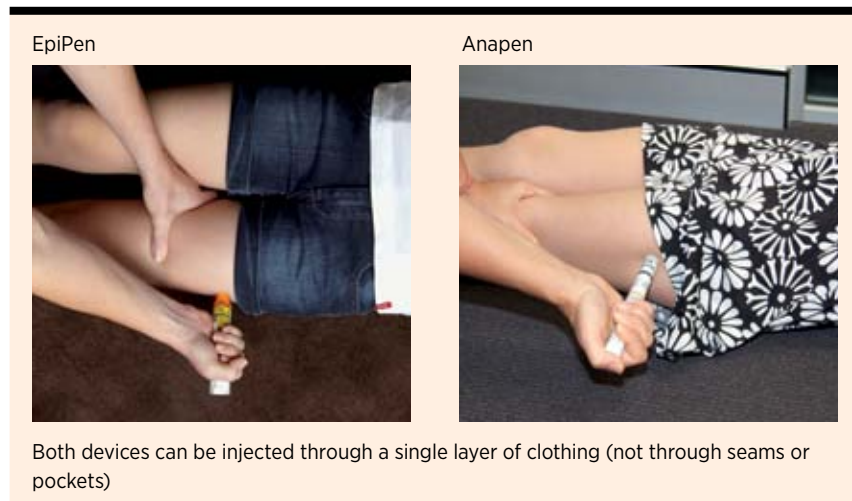 EpiPen
Anapen
Both devices can be injected through a single layer of clothing (not through seams or
pockets)